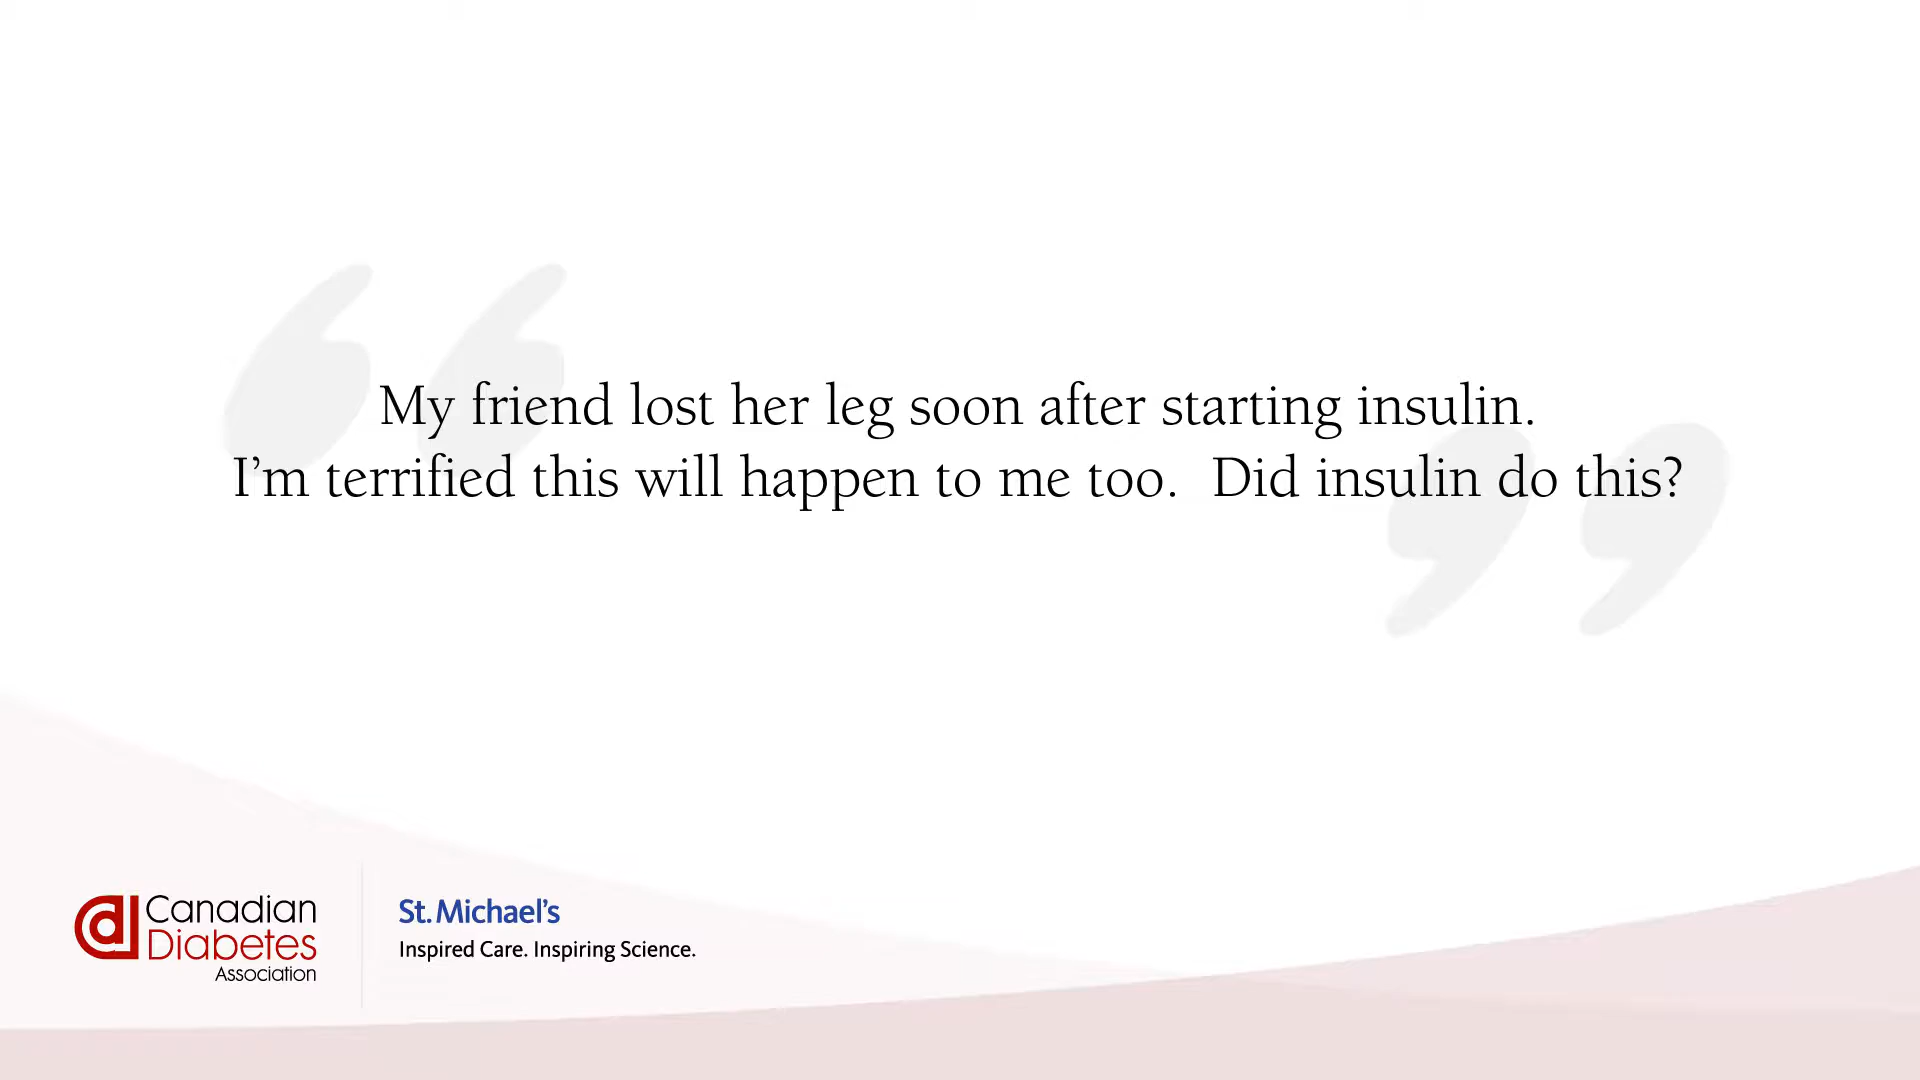 My friend lost her leg soon after starting insulin.
I’m terrified this will happen to me too.  Did insulin do this?
Canadian
Diabetes
Association
St. Michael’s
Inspired Care. Inspiring Science.